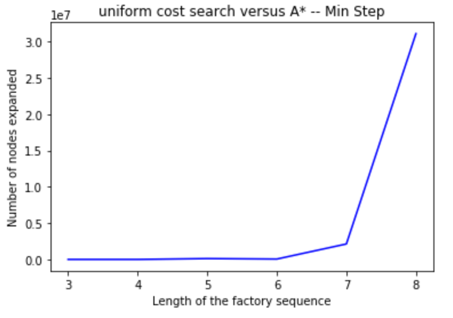 uniform cost search versus A* -- Min Step
1e7
3.0
2.5
2.0
1.5
1.0
0.5
0.0
Number of nodes expanded
3 4 5 6 7 8
Length of the factory sequence